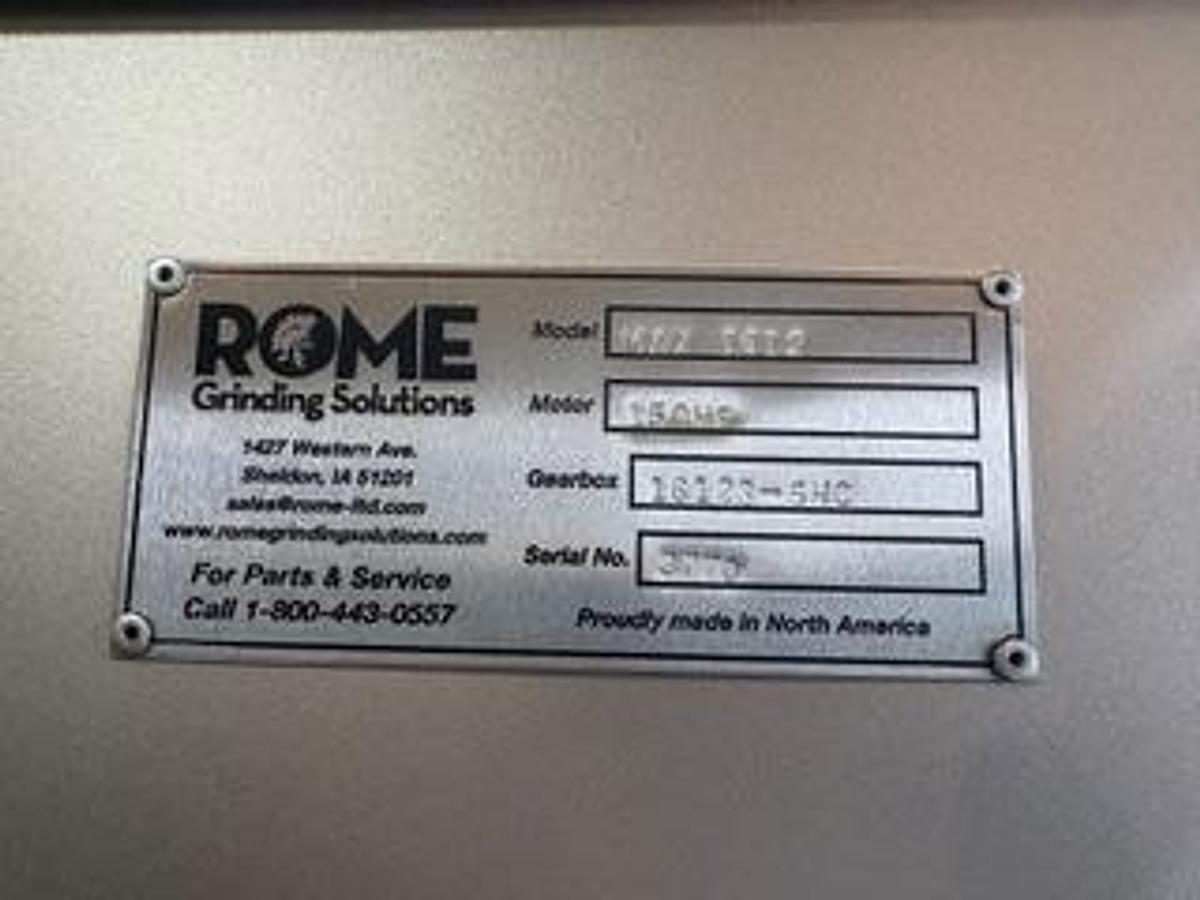 ROME
Grinding Solutions
1427 Western Ave.
Sheldon, IA 51201
sales@rome-ltd.com
www.romegrindingsolutions.com
For Parts & Service
Call 1-800-443-0557
Model
Motor 150HP
Gearbox
Serial No.
Proudly made in North America